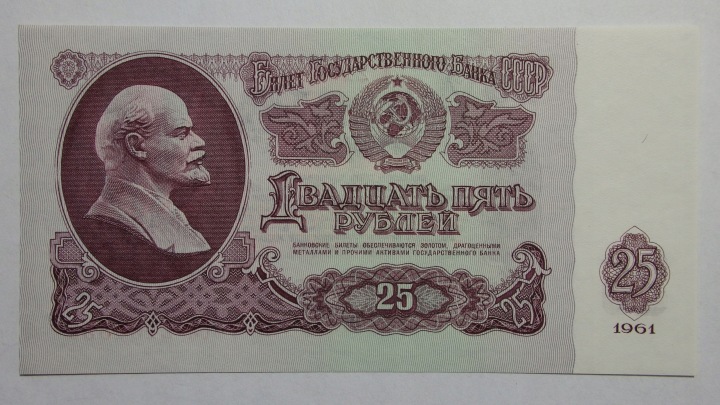 Билет Государственного Банка СССР
Двадцать пять
рублей
БАНКОВСКИЕ БИЛЕТЫ ОБЕСПЕЧИВАЮТСЯ ЗОЛОТОМ, ДРАГОЦЕННЫМИ
МЕТАЛЛАМИ И ПРОЧИМИ АКТИВАМИ ГОСУДАРСТВЕННОГО БАНКА
25
25
25
25
1961